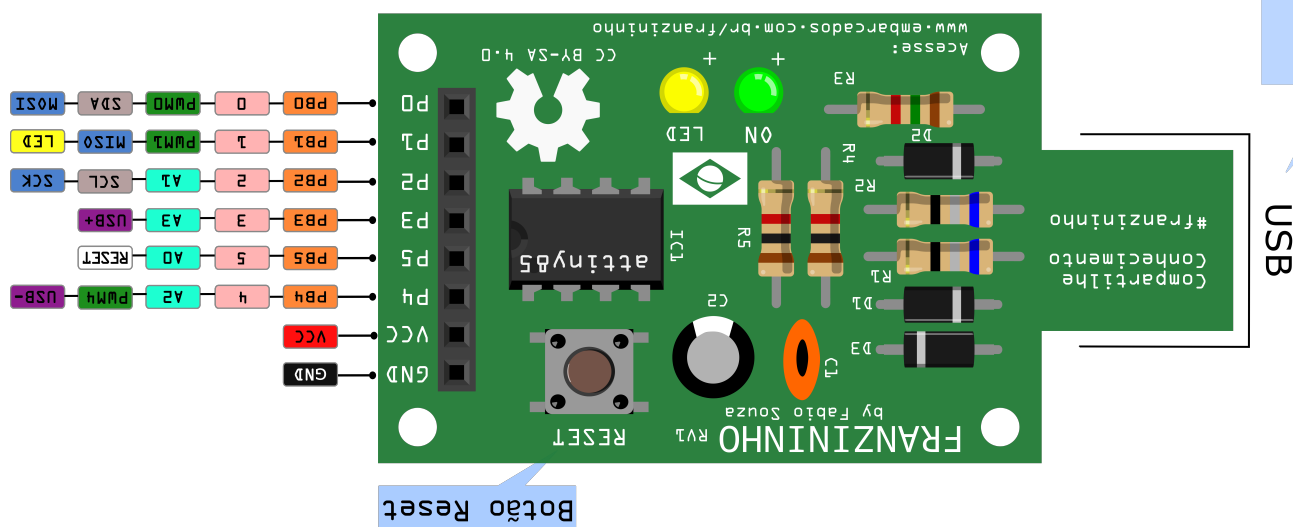 Botão Reset
FRANZININHO
RV1
RESET
by Fabio Souza
GND GND
C1
VCC VCC
D3
C2
D1
P4 PB4 4 A2 PWM4 USB-
Compartilhe
Conhecimento
#franzininho
USB
R1
attiny85
IC1
P5 PB5 5 A0 RESET
R5
P3 PB3 3 A3 USB+
R2
P2 PB2 2 A1 SCL SCK
R4
D2
ON
LED
P1 PB1 1 PWM1 MISO LED
P0 PB0 0 PWM0 SDA MOSI
R3
+
+
CC BY-SA 4.0
Acesse:
www.embarcados.com.br/franzininho